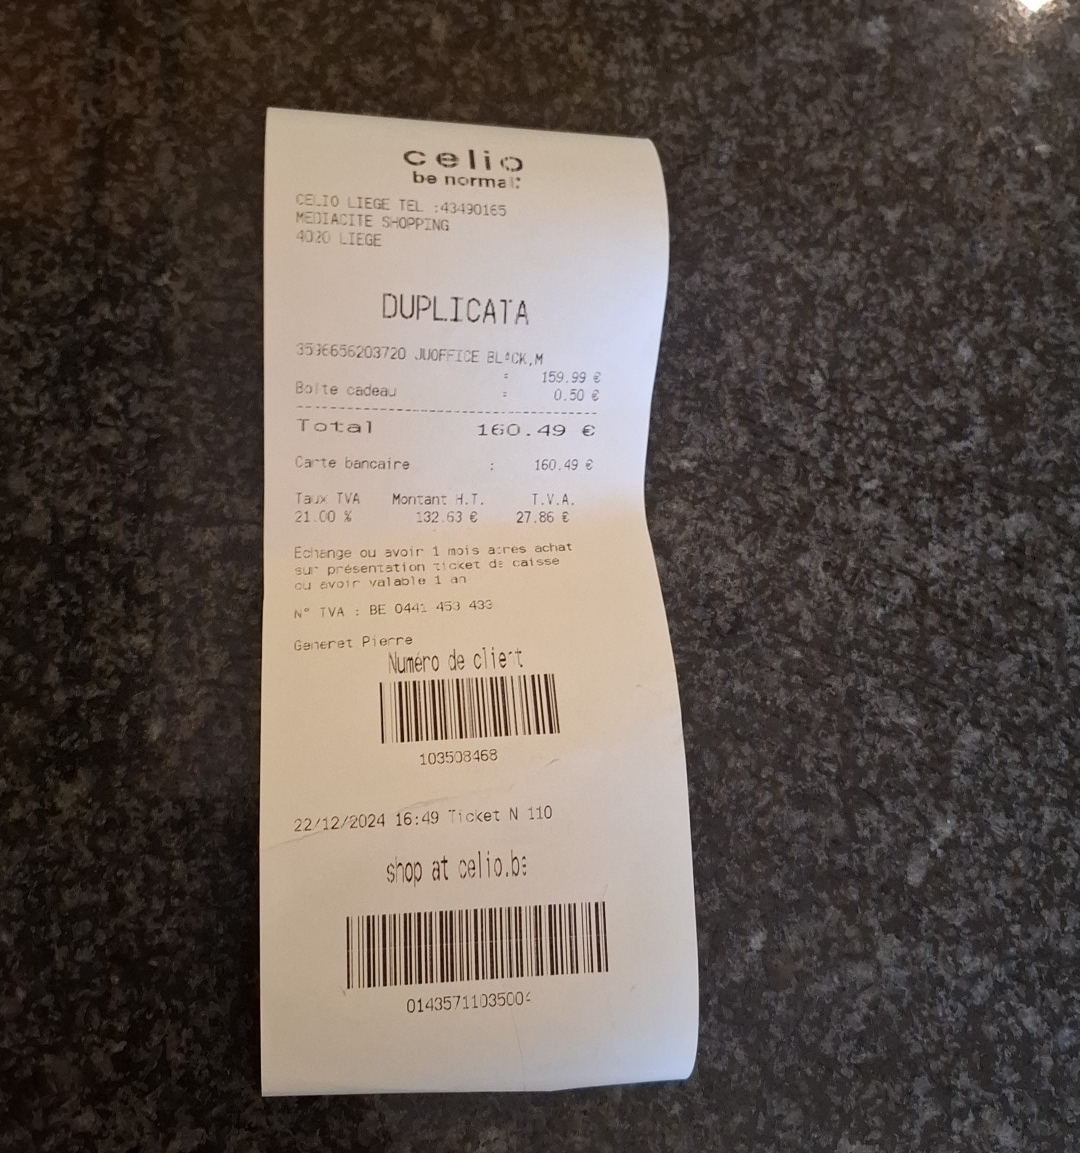 celio
be normal:
CELIO LIEGE TEL :43490165
MEDIACITE SHOPPING
4020 LIEGE
DUPLICATA
3596656203720 JUOFFICE BLACK,M
: 159.99 €
Boîte cadeau : 0.50 €
Total 160.49 €
Carte bancaire : 160.49 €
Taux TVA Montant H.T. T.V.A.
21.00 % 132.63 € 27.86 €
Echange ou avoir 1 mois apres achat
sur présentation ticket de caisse
ou avoir valable 1 an
N° TVA : BE 0441 453 433
Generet Pierre
Numéro de client
103508468
22/12/2024 16:49 Ticket N 110
shop at celio.be